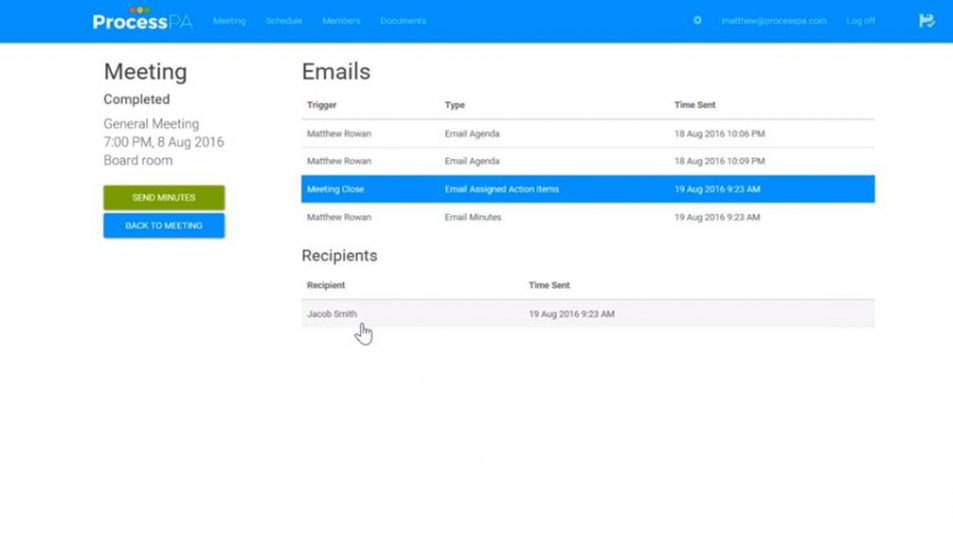 ProcessPA Meeting Schedule Members Documents matthew@processpa.com Log off
Meeting
Completed
General Meeting
7:00 PM, 8 Aug 2016
Board room
SEND MINUTES
BACK TO MEETING
Emails
Trigger Type Time Sent
Matthew Rowan Email Agenda 18 Aug 2016 10:06 PM
Matthew Rowan Email Agenda 18 Aug 2016 10:09 PM
Meeting Close Email Assigned Action Items 19 Aug 2016 9:23 AM
Matthew Rowan Email Minutes 19 Aug 2016 9:23 AM
Recipients
Recipient Time Sent
Jacob Smith 19 Aug 2016 9:23 AM